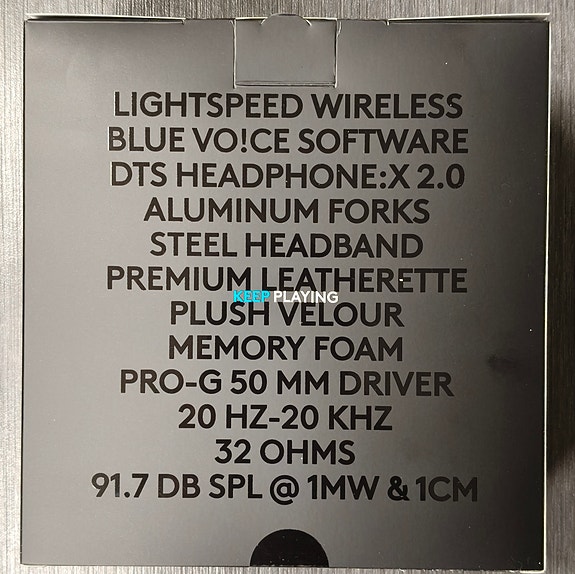 LIGHTSPEED WIRELESS
BLUE VO!CE SOFTWARE
DTS HEADPHONE:X 2.0
ALUMINUM FORKS
STEEL HEADBAND
PREMIUM LEATHERETTE
KEEP PLAYING
PLUSH VELOUR
MEMORY FOAM
PRO-G 50 MM DRIVER
20 HZ-20 KHZ
32 OHMS
91.7 DB SPL @ 1MW & 1CM